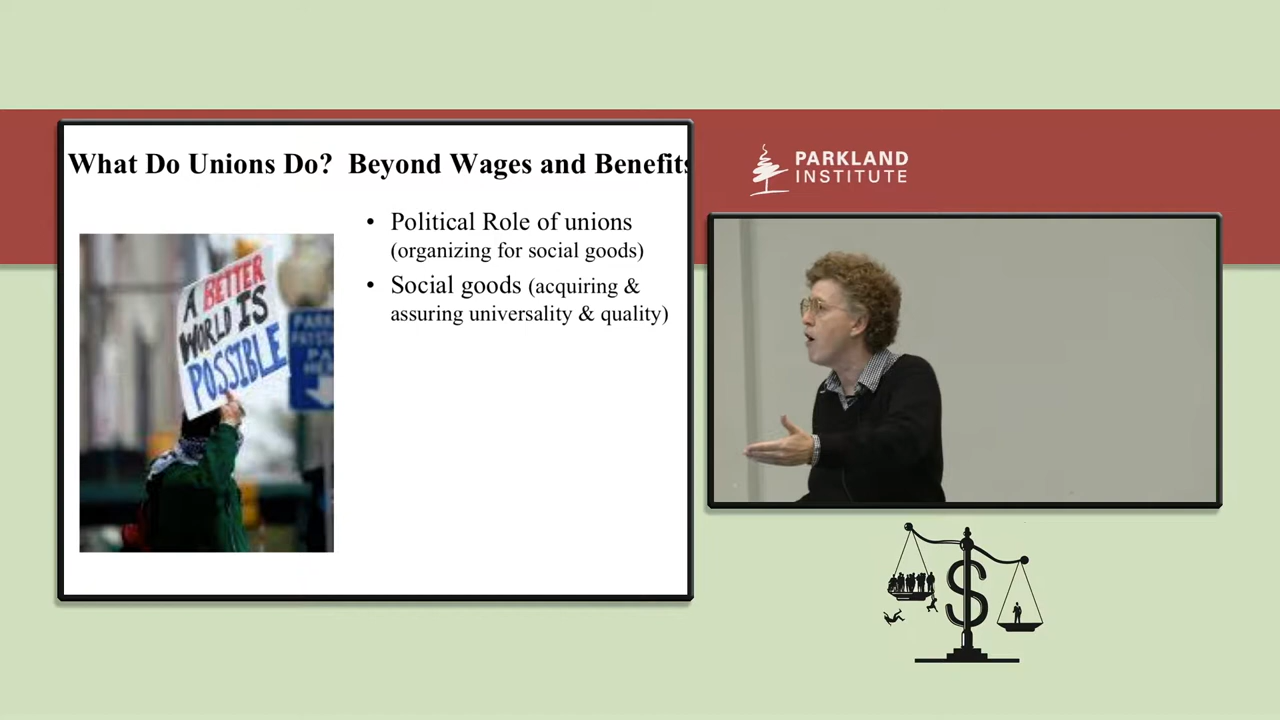 What Do Unions Do? Beyond Wages and Benefits
• Political Role of unions
(organizing for social goods)
• Social goods (acquiring &
assuring universality & quality)
A BETTER
WORLD IS
POSSIBLE
PARKLAND
INSTITUTE
$